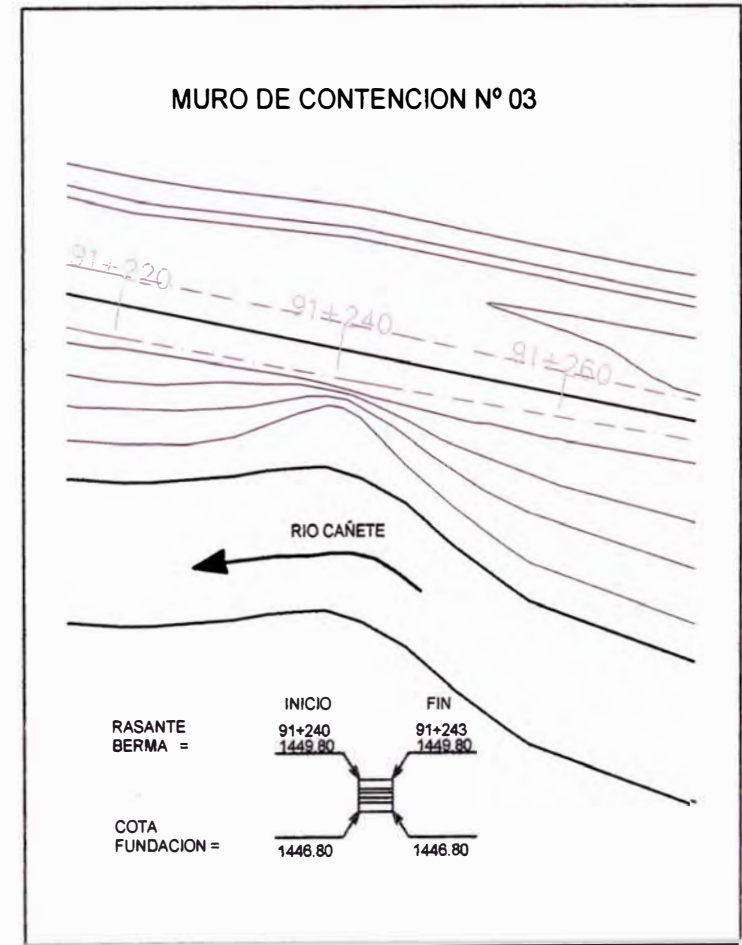 MURO DE CONTENCION Nº 03
91+220
91+240
91+260
RIO CAÑETE
INICIO FIN
RASANTE 91+240 91+243
BERMA = 1449.80 1449.80
COTA
FUNDACION = 1446.80 1446.80